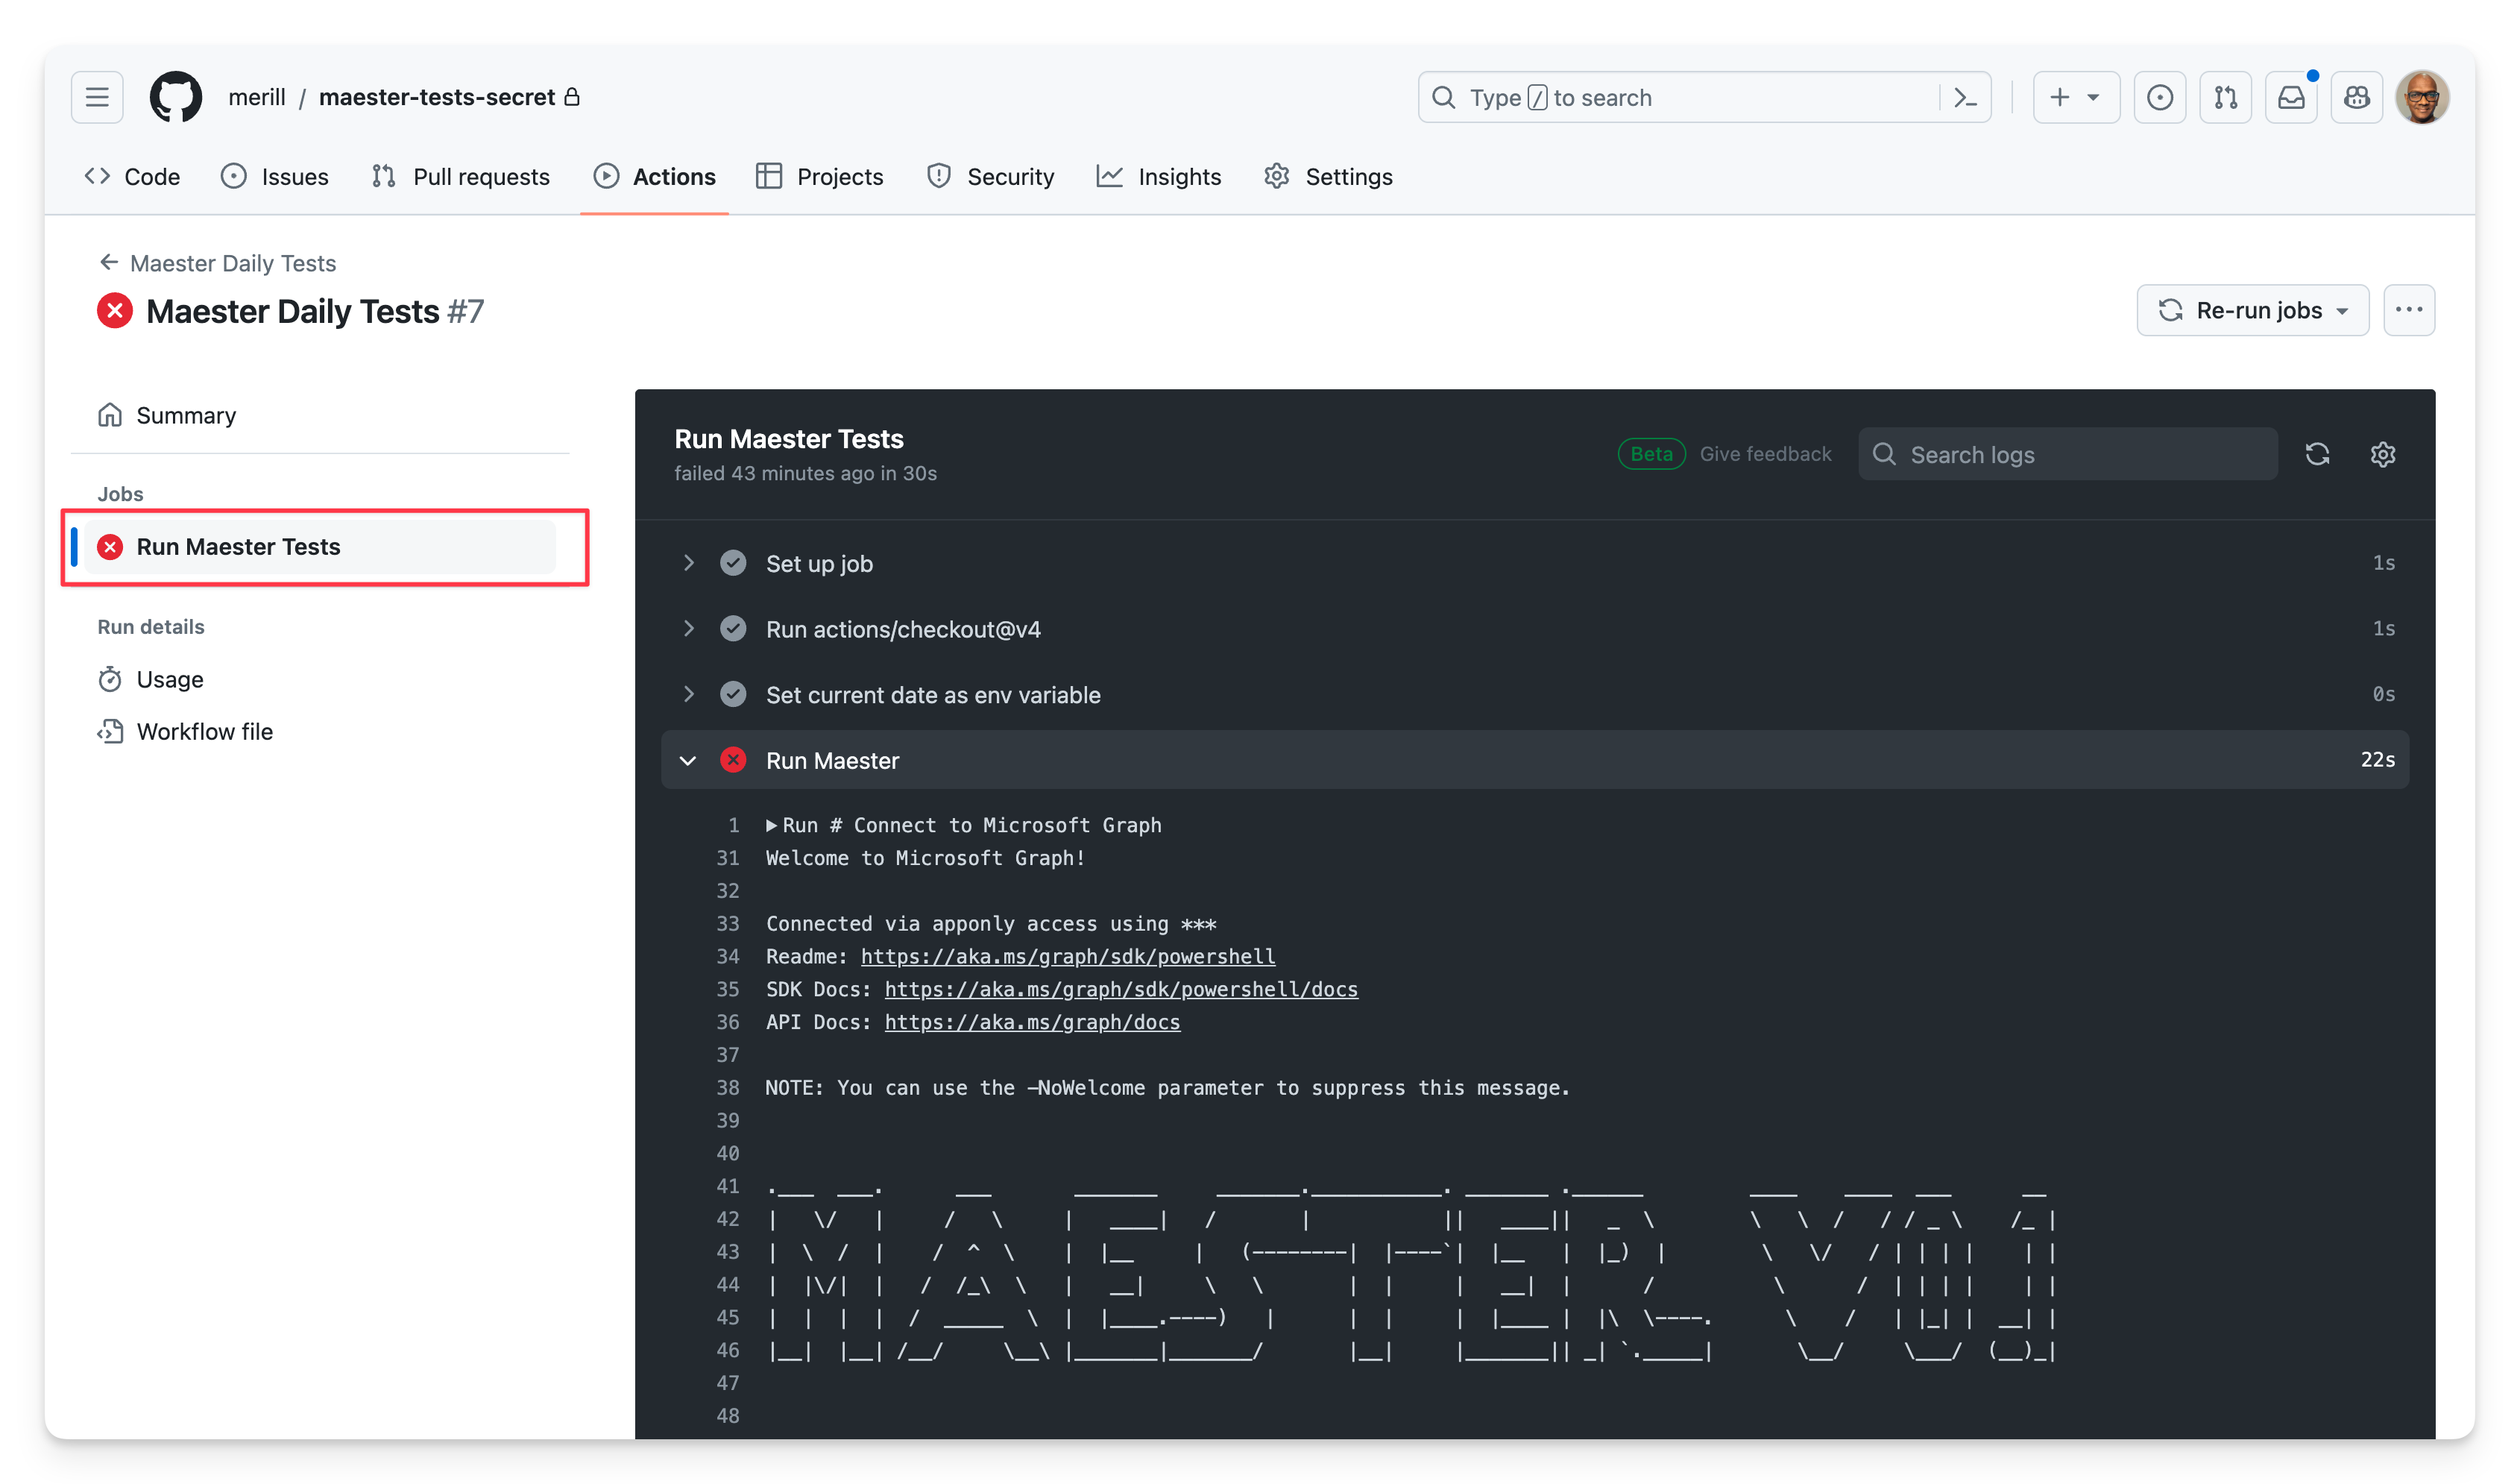 merill / maester-tests-secret
Type / to search
Code Issues Pull requests Actions Projects Security Insights Settings
Maester Daily Tests
Maester Daily Tests #7
Re-run jobs
Summary
Jobs
Run Maester Tests
Run details
Usage
Workflow file
Run Maester Tests
failed 43 minutes ago in 30s
Beta Give feedback Search logs
Set up job 1s
Run actions/checkout@v4 1s
Set current date as env variable 0s
Run Maester 22s
1 Run # Connect to Microsoft Graph
31 Welcome to Microsoft Graph!
32
33 Connected via apponly access using ***
34 Readme: https://aka.ms/graph/sdk/powershell
35 SDK Docs: https://aka.ms/graph/sdk/powershell/docs
36 API Docs: https://aka.ms/graph/docs
37
38 NOTE: You can use the -NoWelcome parameter to suppress this message.
39
40
41
42
43
44
45
46
MAESTER V0.1
47
48